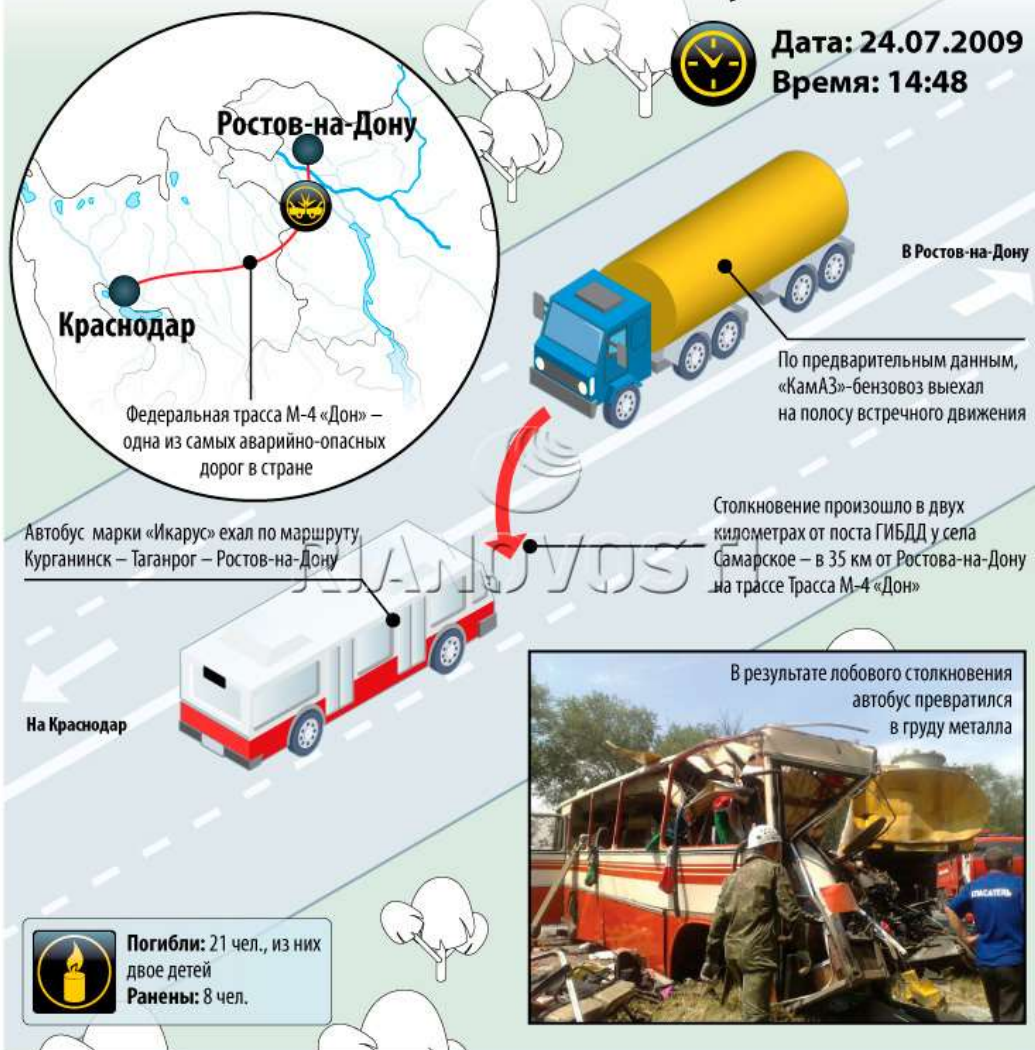 Дата: 24.07.2009
Время: 14:48
Ростов-на-Дону
Краснодар
Федеральная трасса М-4 «Дон» –
одна из самых аварийно-опасных
дорог в стране
В Ростов-на-Дону
По предварительным данным,
«КамАЗ»-бензовоз выехал
на полосу встречного движения
Автобус марки «Икарус» ехал по маршруту
Курганинск – Таганрог – Ростов-на-Дону
Столкновение произошло в двух
километрах от поста ГИБДД у села
Самарское – в 35 км от Ростова-на-Дону
на трассе Трасса М-4 «Дон»
RIANOVOSTI
На Краснодар
В результате лобового столкновения
автобус превратился
в груду металла
СПАСАТЕЛЬ
Погибли: 21 чел., из них
двое детей
Ранены: 8 чел.